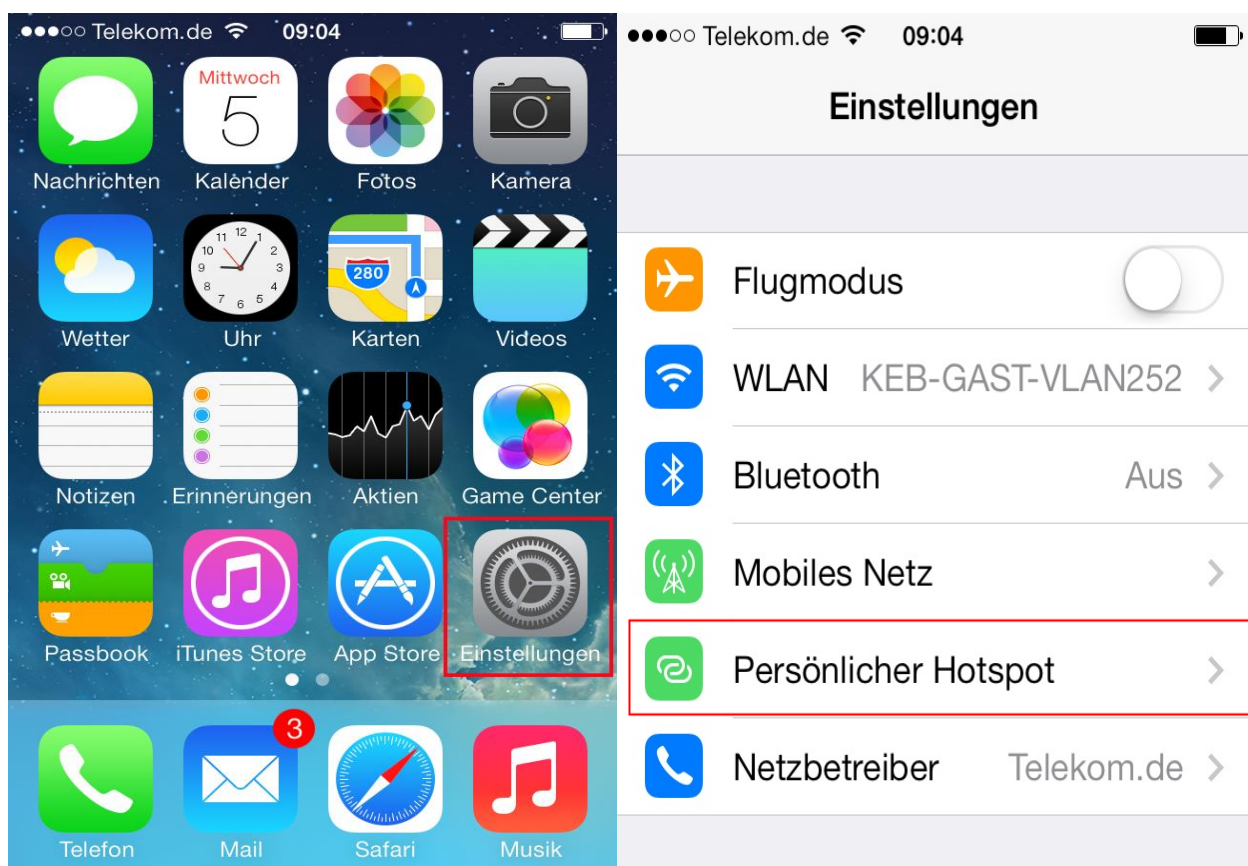 Telekom.de 09:04
Mittwoch
5
Nachrichten Kalender Fotos Kamera
12
11 1
10 2
9 3
8 4
7 6 5
280
Wetter Uhr Karten Videos
Notizen Erinnerungen Aktien Game Center
Passbook iTunes Store App Store Einstellungen
3
Telefon Mail Safari Musik
Telekom.de 09:04
Einstellungen
Flugmodus
WLAN KEB-GAST-VLAN252
Bluetooth Aus
Mobiles Netz
Persönlicher Hotspot
Netzbetreiber Telekom.de